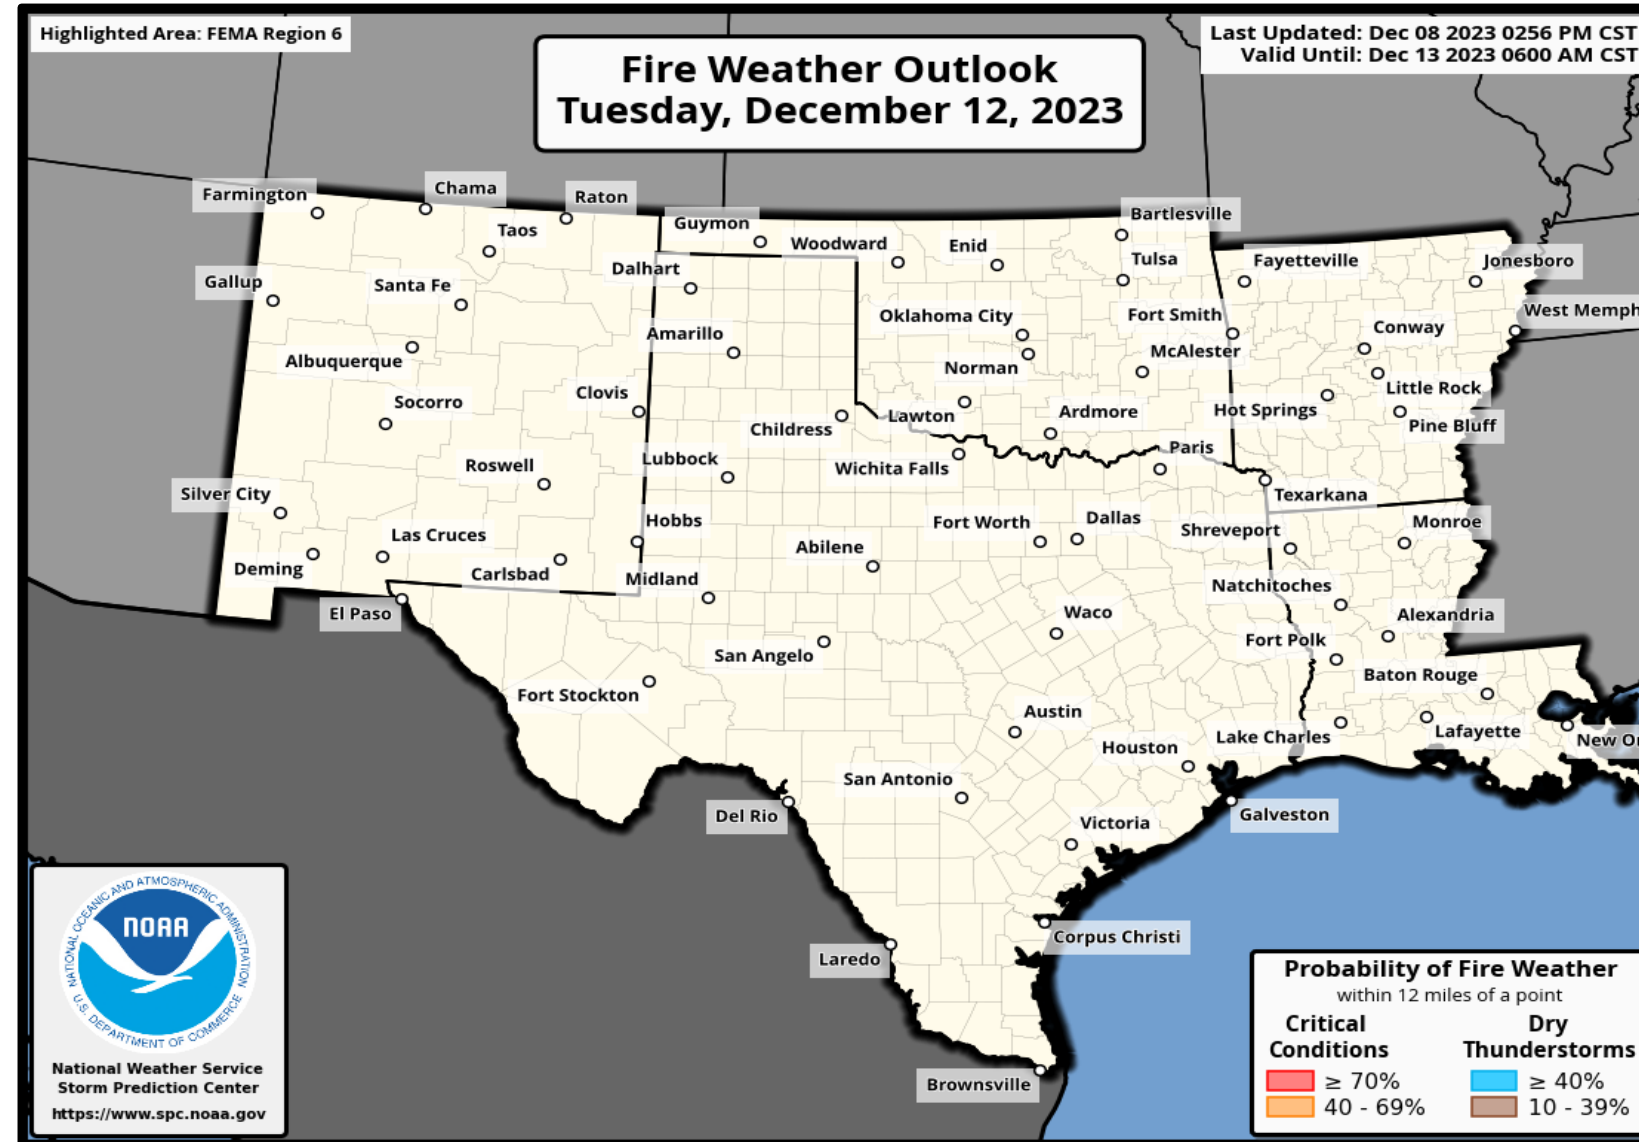 Highlighted Area: FEMA Region 6
Last Updated: Dec 08 2023 0256 PM CST
Valid Until: Dec 13 2023 0600 AM CST
Fire Weather Outlook
Tuesday, December 12, 2023
Farmington
Chama
Raton
Taos
Guymon
Woodward
Enid
Bartlesville
Tulsa
Fayetteville
Jonesboro
Gallup
Santa Fe
Dalhart
Oklahoma City
Fort Smith
West Memph
Amarillo
Conway
Albuquerque
Norman
McAlester
Little Rock
Socorro
Clovis
Childress
Lawton
Ardmore
Hot Springs
Pine Bluff
Roswell
Lubbock
Wichita Falls
Paris
Silver City
Texarkana
Las Cruces
Hobbs
Fort Worth
Dallas
Shreveport
Monroe
Deming
Carlsbad
Midland
Abilene
Natchitoches
El Paso
Waco
Alexandria
San Angelo
Fort Polk
Fort Stockton
Baton Rouge
Austin
Houston
Lake Charles
Lafayette
New Or
San Antonio
Del Rio
Victoria
Galveston
Corpus Christi
Laredo
Brownsville
NATIONAL OCEANIC AND ATMOSPHERIC ADMINISTRATION
NOAA
U.S. DEPARTMENT OF COMMERCE
National Weather Service
Storm Prediction Center
https://www.spc.noaa.gov
Probability of Fire Weather
within 12 miles of a point
Critical
Conditions
≥ 70%
40 - 69%
Dry
Thunderstorms
≥ 40%
10 - 39%